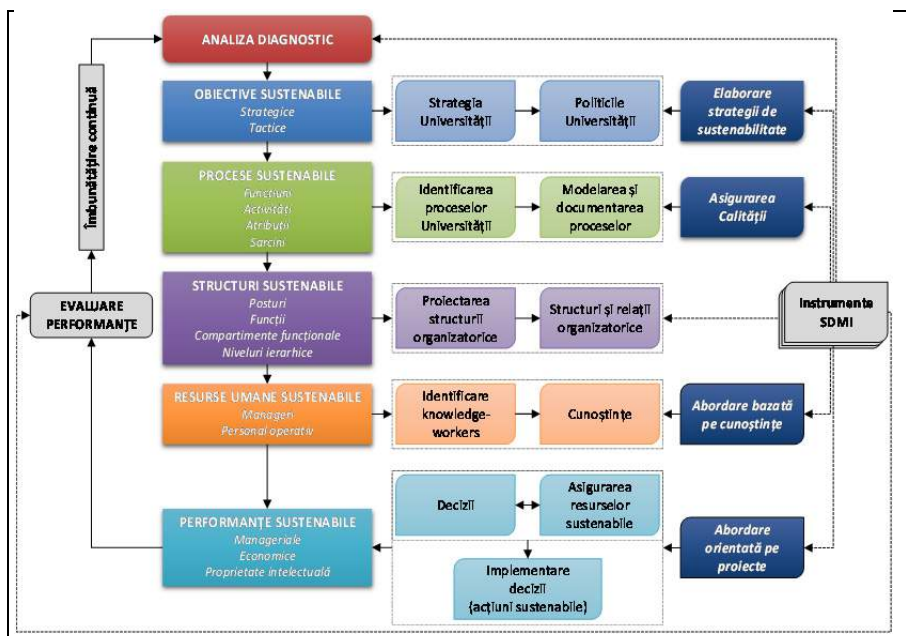 ANALIZA DIAGNOSTIC
Îmbunătățire continuă
OBIECTIVE SUSTENABILE
Strategice
Tactice
Strategia
Universității
Politicile
Universității
Elaborare
strategii de
sustenabilitate
PROCESE SUSTENABILE
Funcțiuni
Activități
Atribuții
Sarcini
Identificarea
proceselor
Universității
Modelarea și
documentarea
proceselor
Asigurarea
Calității
STRUCTURI SUSTENABILE
Posturi
Funcții
Compartimente funcționale
Niveluri ierarhice
Proiectarea
structurii
organizatorice
Structuri și relații
organizatorice
Instrumente
SDMI
EVALUARE
PERFORMANȚE
RESURSE UMANE SUSTENABILE
Manageri
Personal operativ
Identificare
knowledge-
workers
Cunoștințe
Abordare bazată
pe cunoștințe
PERFORMANȚE SUSTENABILE
Manageriale
Economice
Proprietate intelectuală
Decizii
Asigurarea
resurselor
sustenabile
Implementare
decizii
(acțiuni sustenabile)
Abordare
orientată pe
proiecte